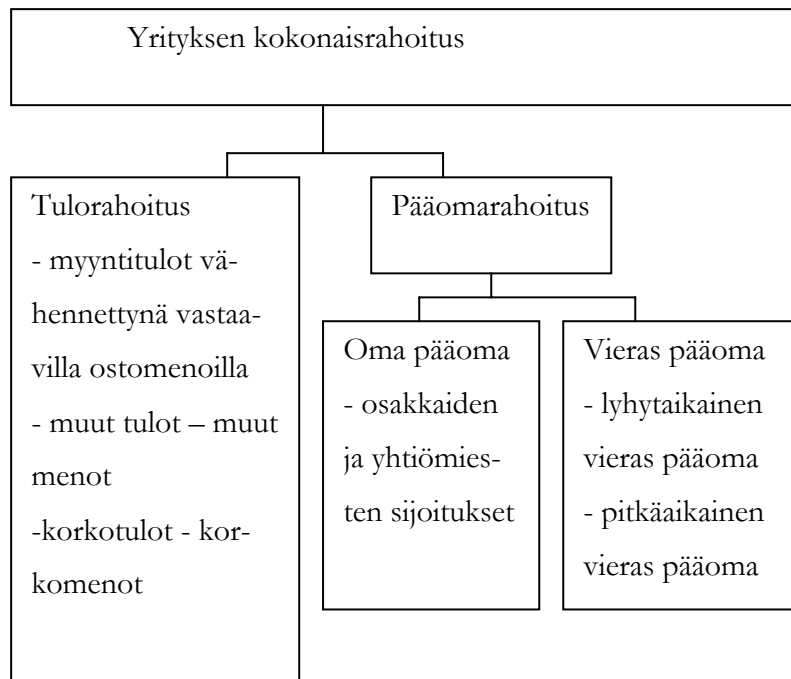 Yrityksen kokonaisrahoitus
Tulorahoitus
- myyntitulot vä-
hennettynä vastaa-
villa ostomenoilla
- muut tulot – muut
menot
-korkotulot - kor-
komenot
Pääomarahoitus
Oma pääoma
- osakkaiden
ja yhtiömies-
ten sijoitukset
Vieras pääoma
- lyhytaikainen
vieras pääoma
- pitkäaikainen
vieras pääoma